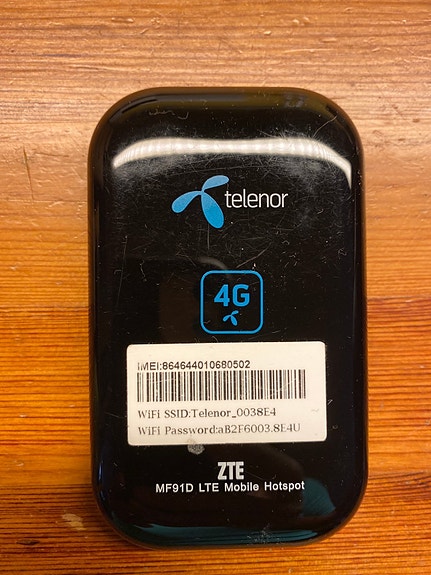 telenor
4G
IMEI:864644010680502
WiFi SSID:Telenor_0038E4
WiFi Password:aB2F6003.8E4U
ZTE
MF91D LTE Mobile Hotspot